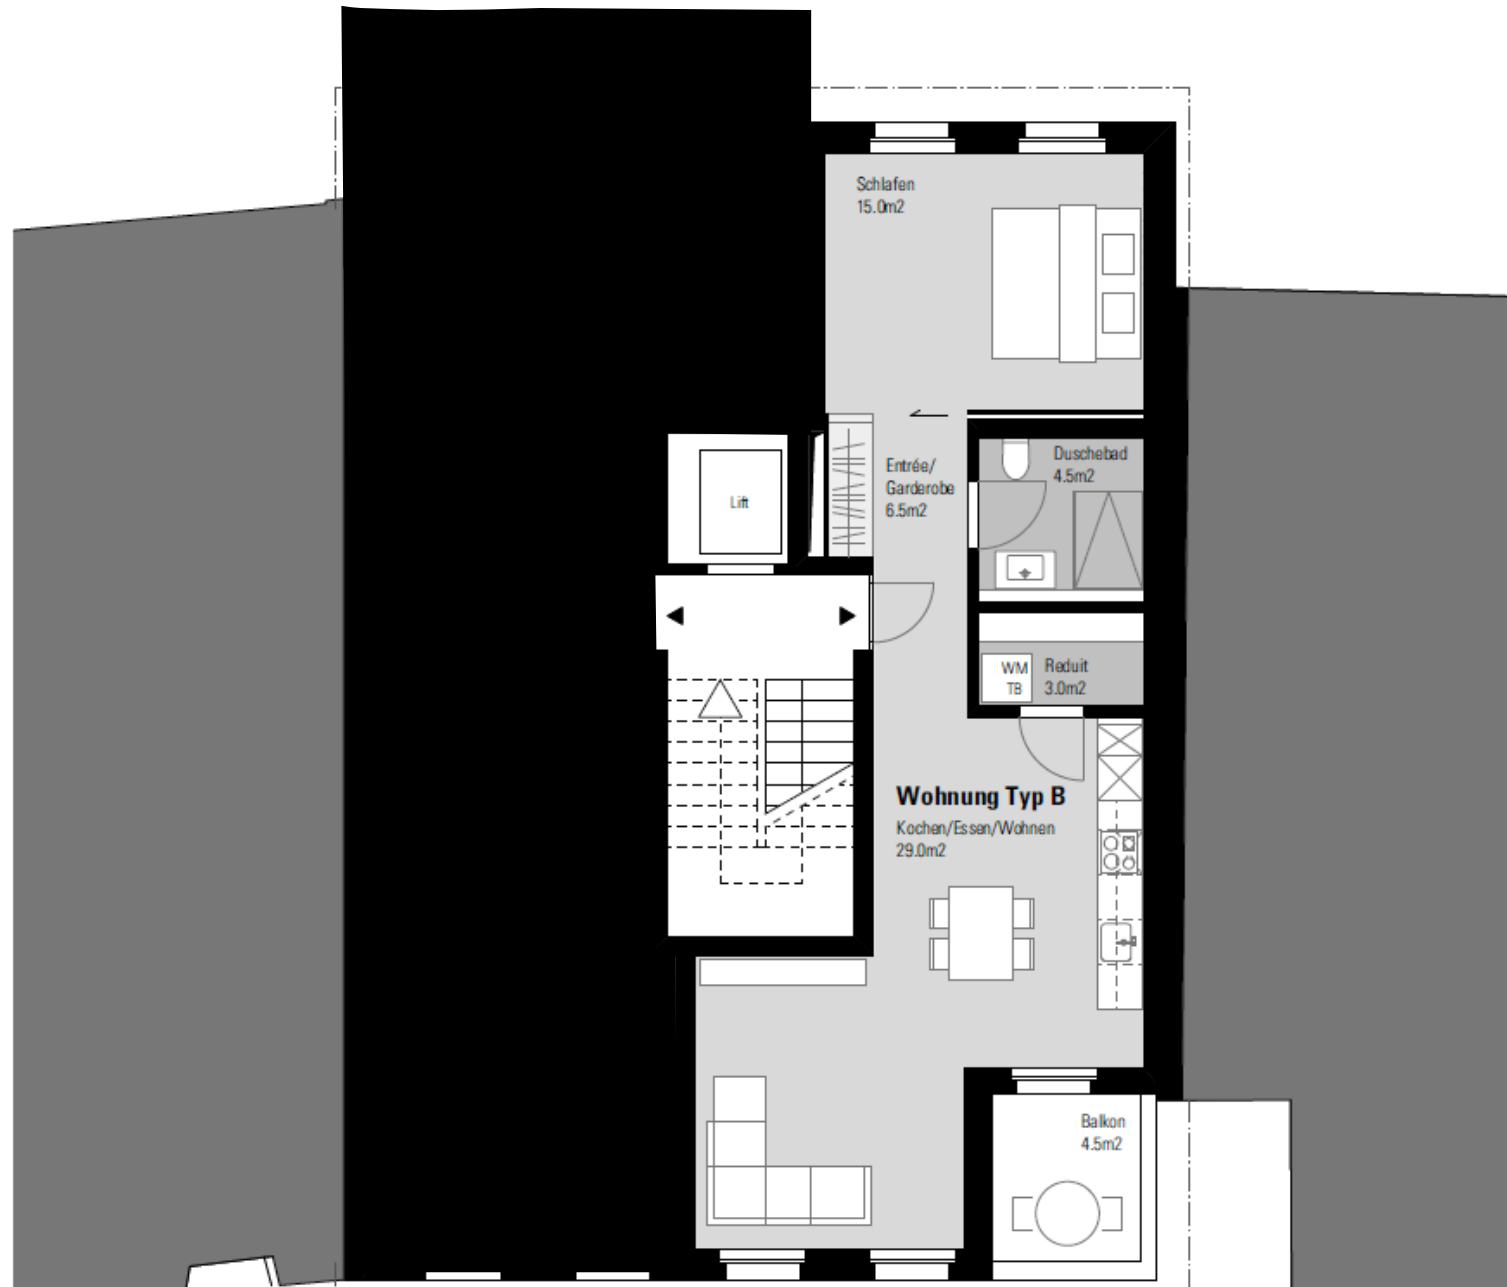 Schlafen
15.0m2
Duschebad
4.5m2
Entrée/
Garderobe
6.5m2
Lift
WM
TB
Reduit
3.0m2
Wohnung Typ B
Kochen/Essen/Wohnen
29.0m2
Balkon
4.5m2